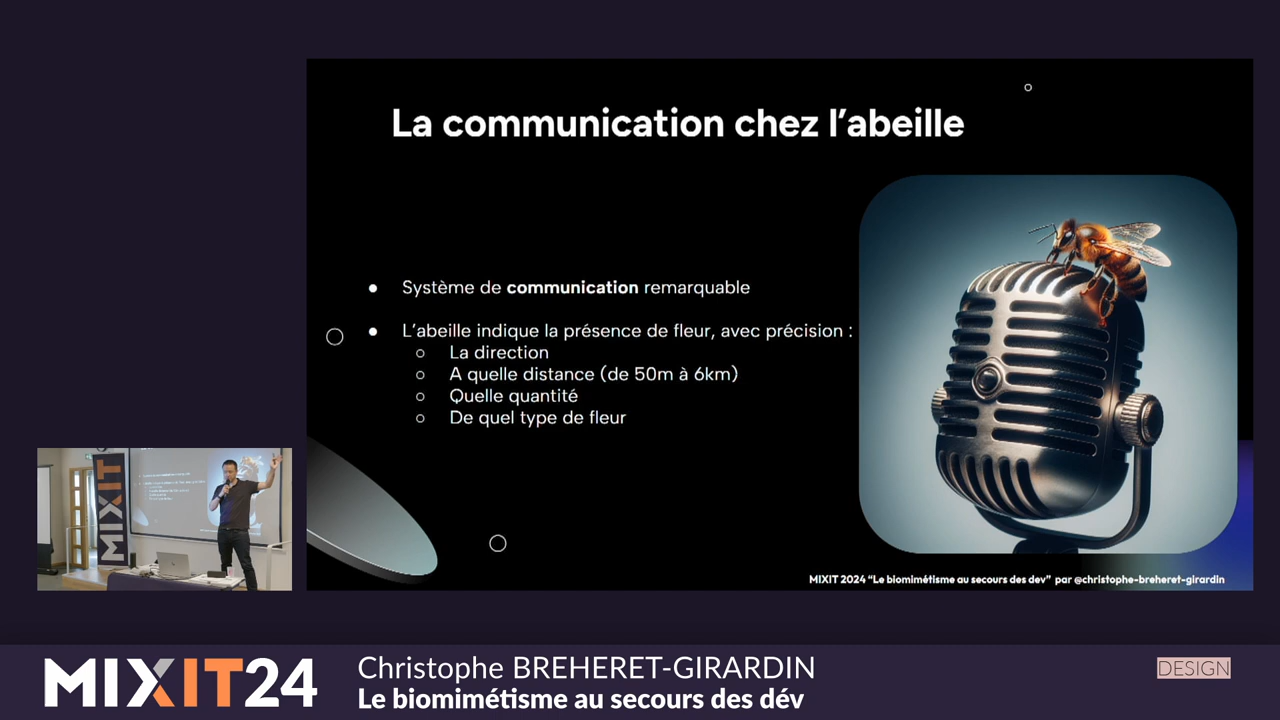 La communication chez l’abeille
● Système de communication remarquable
● L’abeille indique la présence de fleur, avec précision :
○ La direction
○ A quelle distance (de 50m à 6km)
○ Quelle quantité
○ De quel type de fleur
MIXIT 2024 “Le biomimétisme au secours des dev” par @christophe-breheret-girardin
MIXIT
MIXIT24
Christophe BREHERET-GIRARDIN
Le biomimétisme au secours des dév
DESIGN